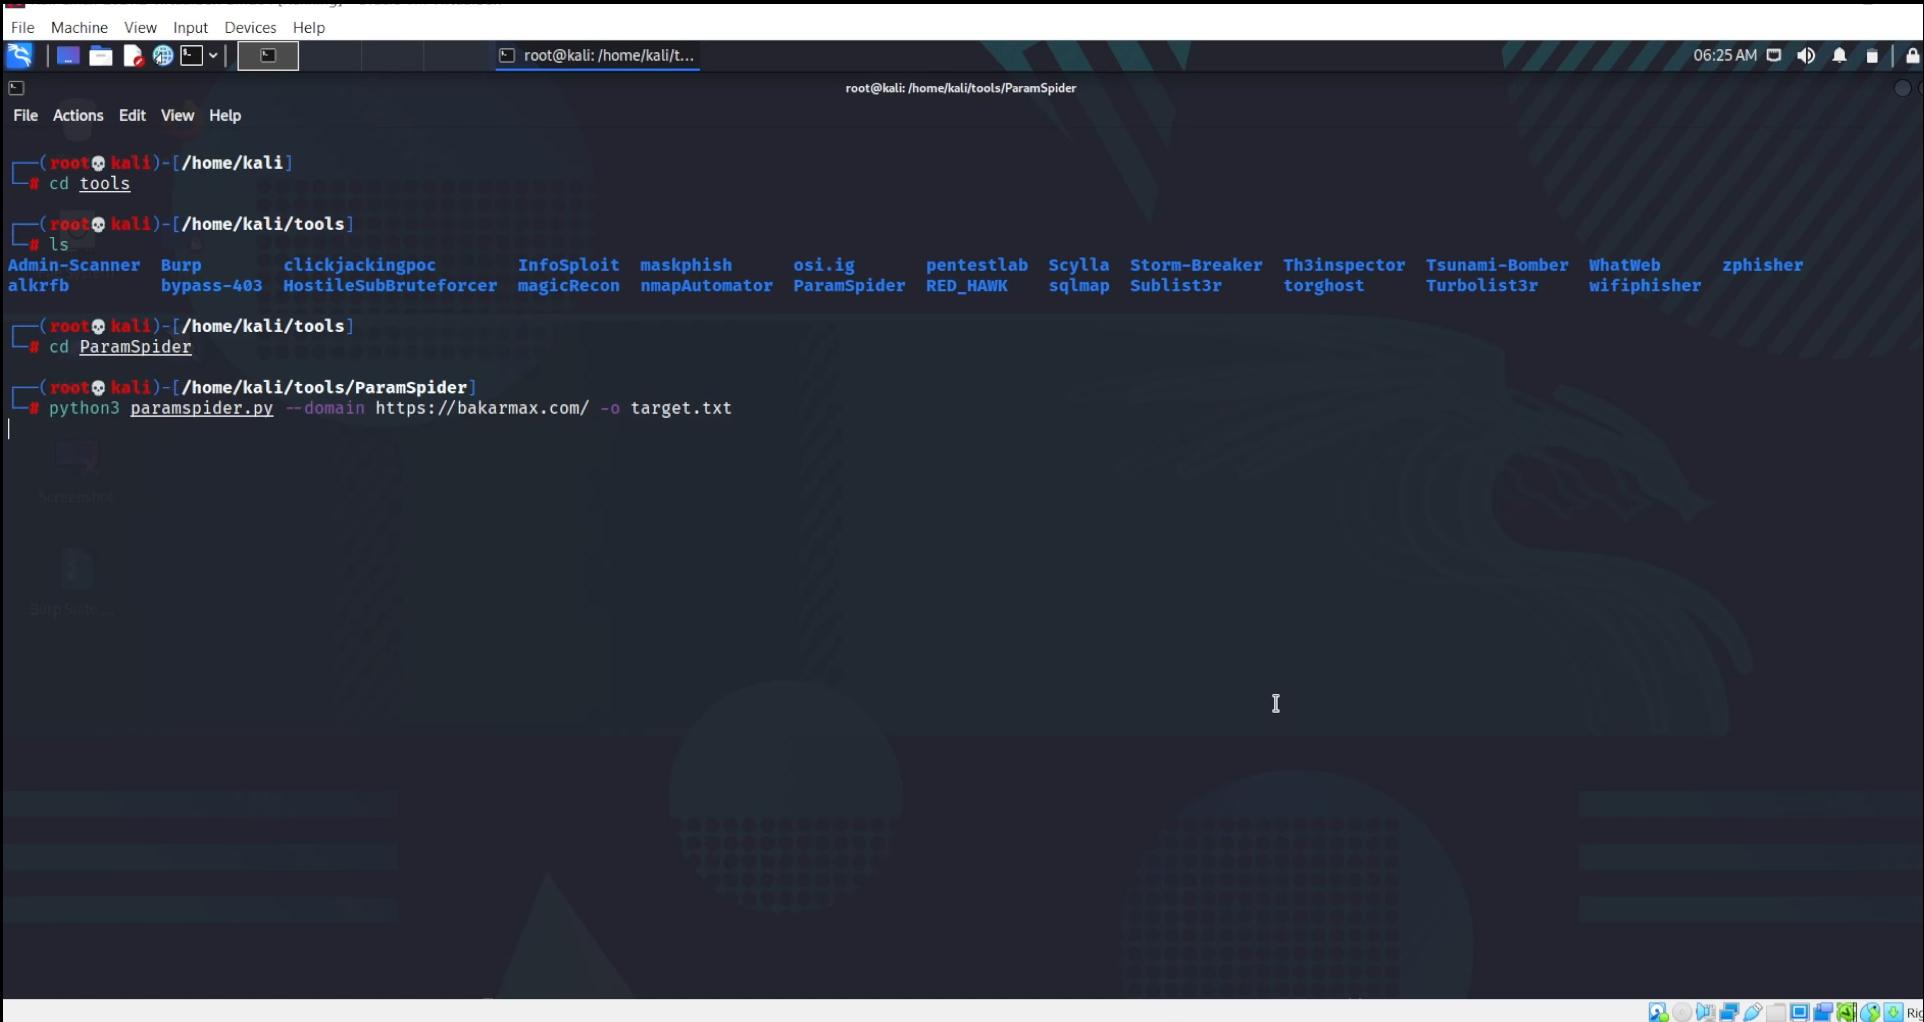 File Machine View Input Devices Help
root@kali: /home/kali/t...
06:25 AM
root@kali: /home/kali/tools/ParamSpider
File Actions Edit View Help
┌──(root💀kali)-[/home/kali]
└─# cd tools
┌──(root💀kali)-[/home/kali/tools]
└─# ls
Admin-Scanner Burp clickjackingpoc InfoSploit maskphish osi.ig pentestlab Scylla Storm-Breaker Th3inspector Tsunami-Bomber WhatWeb zphisher
alkrfb bypass-403 HostileSubBruteforcer magicRecon nmapAutomator ParamSpider RED_HAWK sqlmap Sublist3r torghost Turbolist3r wifiphisher
┌──(root💀kali)-[/home/kali/tools]
└─# cd ParamSpider
┌──(root💀kali)-[/home/kali/tools/ParamSpider]
└─# python3 paramspider.py --domain https://bakarmax.com/ -o target.txt
Screenshot
Burp Suite ...